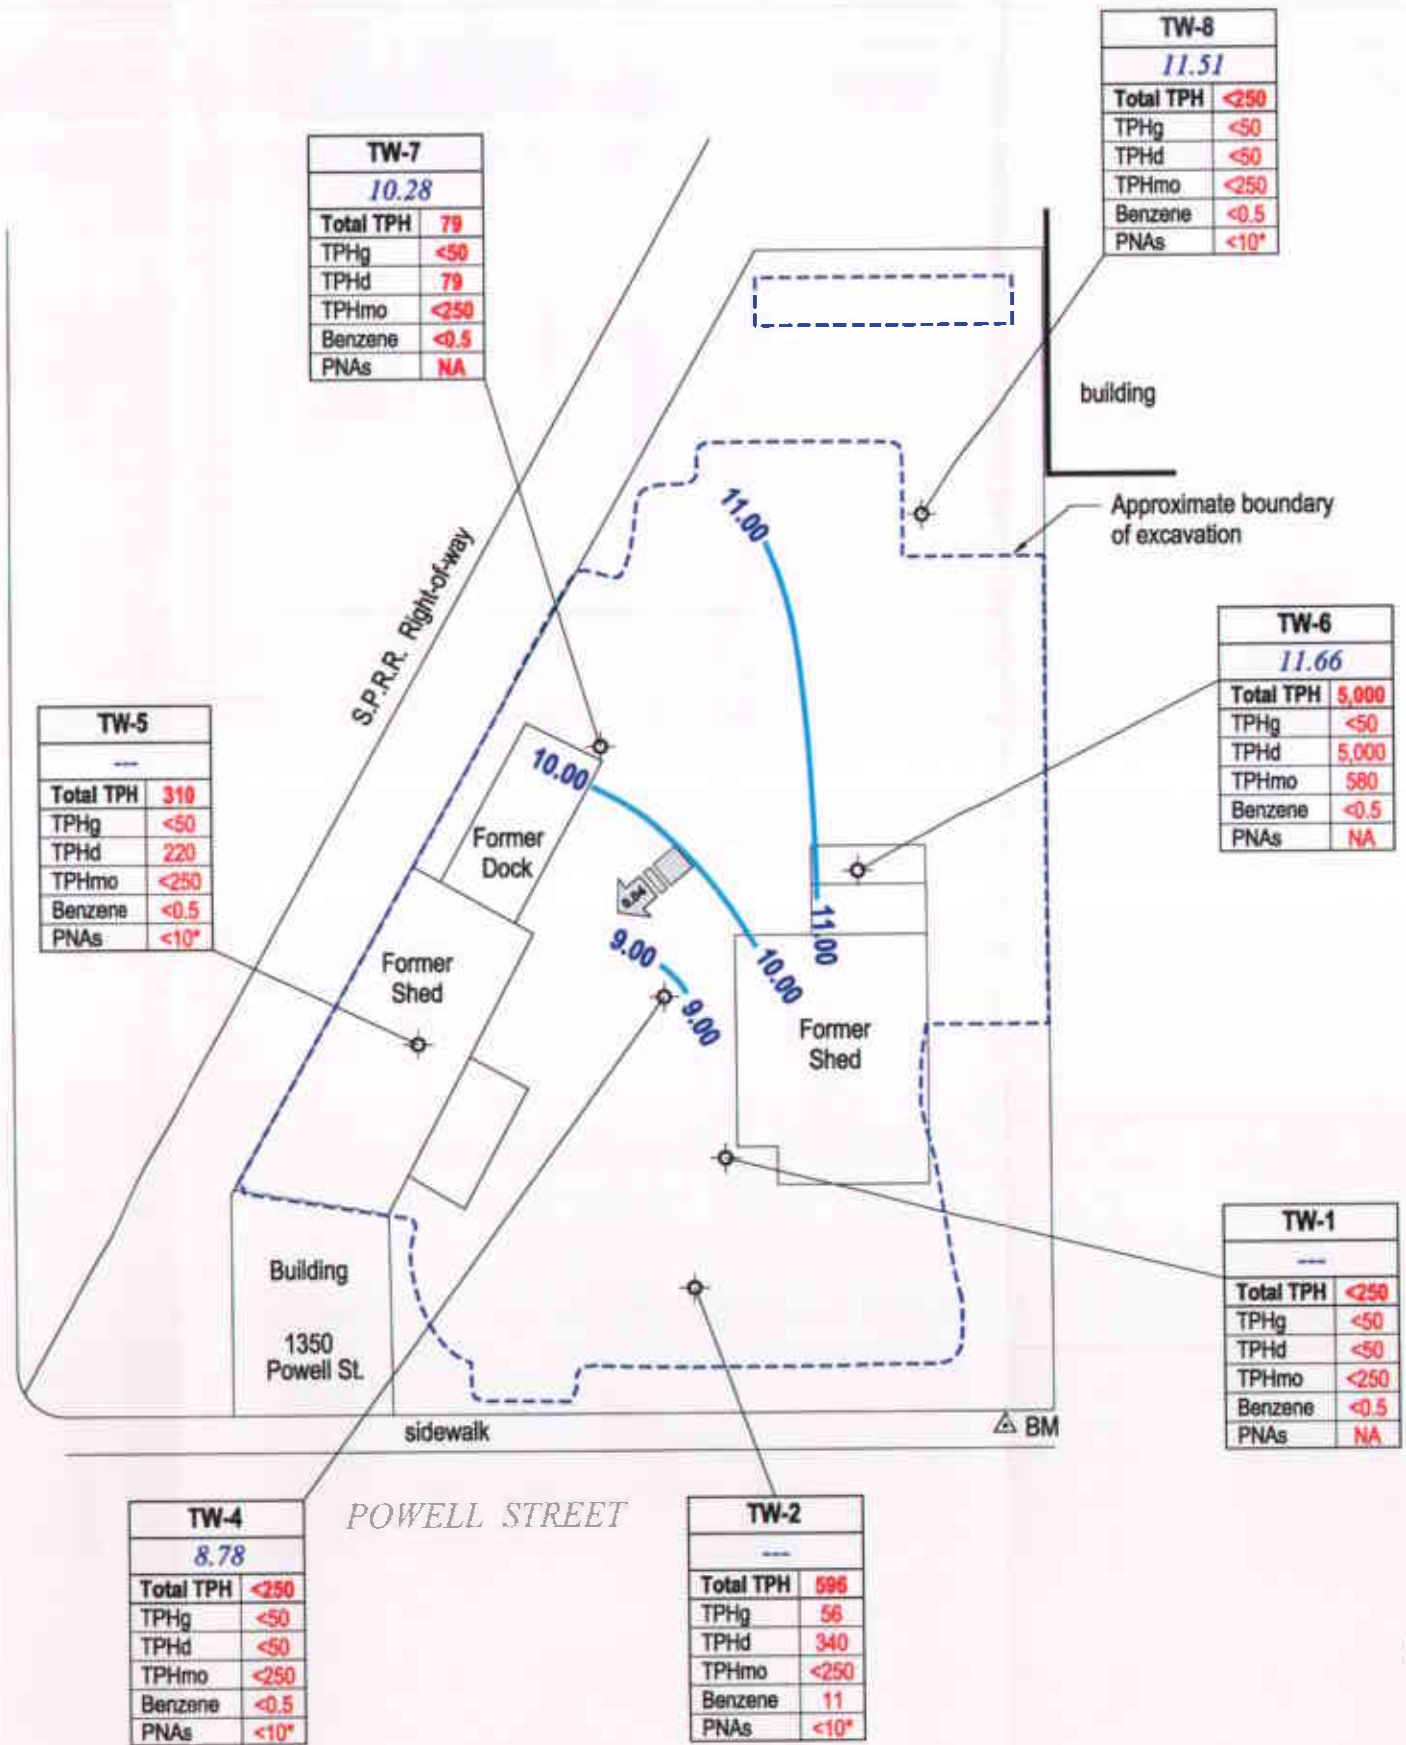 TW-8
11.51
Total TPH <250
TPHg <50
TPHd <50
TPHmo <250
Benzene <0.5
PNAs <10*
TW-7
10.28
Total TPH 79
TPHg <50
TPHd 79
TPHmo <250
Benzene <0.5
PNAs NA
building
Approximate boundary
of excavation
11.00
S.P.R.R. Right-of-way
TW-6
11.66
Total TPH 5,000
TPHg <50
TPHd 5,000
TPHmo 580
Benzene <0.5
PNAs NA
TW-5
---
Total TPH 310
TPHg <50
TPHd 220
TPHmo <250
Benzene <0.5
PNAs <10*
10.00
Former
Dock
0.04
11.00
9.00
10.00
Former
Shed
9.00
Former
Shed
TW-1
---
Total TPH <250
TPHg <50
TPHd <50
TPHmo <250
Benzene <0.5
PNAs NA
Building
1350
Powell St.
sidewalk
BM
POWELL STREET
TW-4
8.78
Total TPH <250
TPHg <50
TPHd <50
TPHmo <250
Benzene <0.5
PNAs <10*
TW-2
---
Total TPH 596
TPHg 56
TPHd 340
TPHmo <250
Benzene 11
PNAs <10*